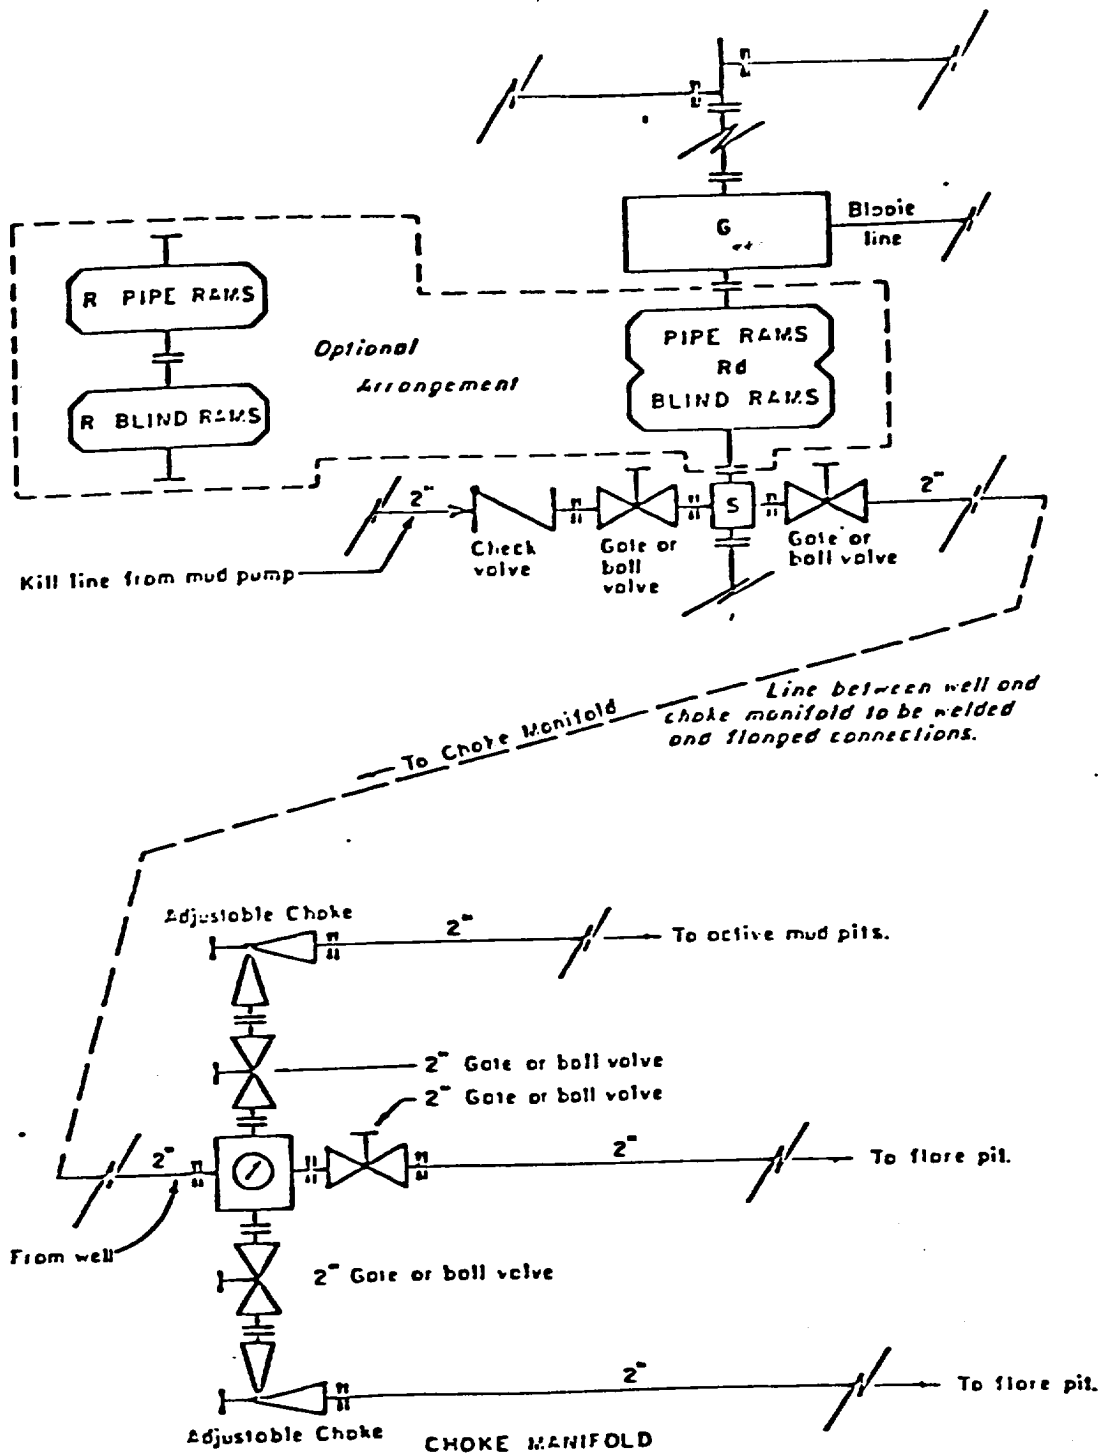 G
Blooie
line
R PIPE RAMS
Optional
Arrangement
R BLIND RAMS
PIPE RAMS
Rd
BLIND RAMS
2"
S
2"
Check
valve
Gate or
ball
valve
Gate or
ball valve
Kill line from mud pump
Line between well and
choke manifold to be welded
and flanged connections.
To Choke Manifold
Adjustable Choke
2"
To active mud pits.
2" Gate or ball valve
2" Gate or ball valve
2"
2"
To flare pit.
From well
2" Gate or ball valve
2"
To flare pit.
Adjustable Choke
CHOKE MANIFOLD